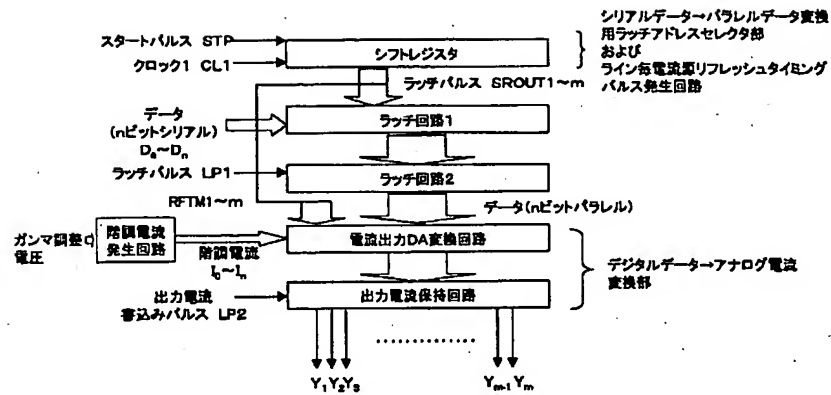 スタートパルス STP
シフトレジスタ
クロック1 CL1
シリアルデータ→パラレルデータ変換
用ラッチアドレスセレクタ部
および
ライン毎電流源リフレッシュタイミング
パルス発生回路
ラッチパルス SROUT1～m
データ
(nビットシリアル)
Da～Dn
ラッチ回路1
ラッチパルス LP1
ラッチ回路2
RFTM1～m
データ(nビットパラレル)
ガンマ調整
電圧
階調電流
発生回路
階調電流
I0～In
電流出力DA変換回路
デジタルデータ→アナログ電流
変換部
出力電流
書込みパルス LP2
出力電流保持回路
Y1 Y2 Y3 Ym-1 Ym